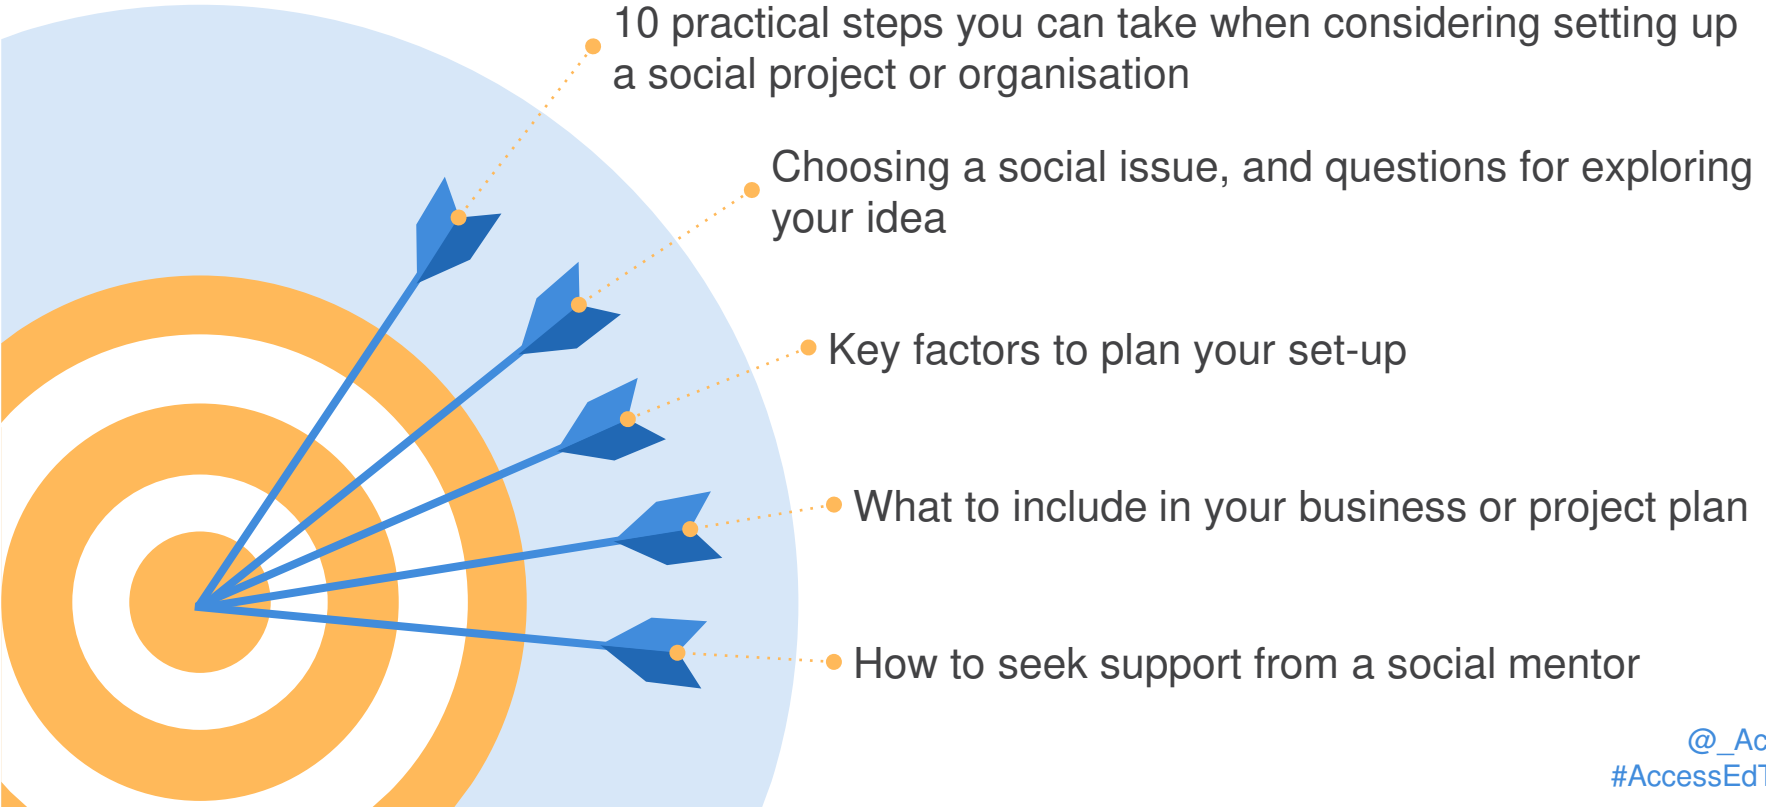 10 practical steps you can take when considering setting up
a social project or organisation
Choosing a social issue, and questions for exploring
your idea
Key factors to plan your set-up
What to include in your business or project plan
How to seek support from a social mentor
@_Ac
#AccessEdT